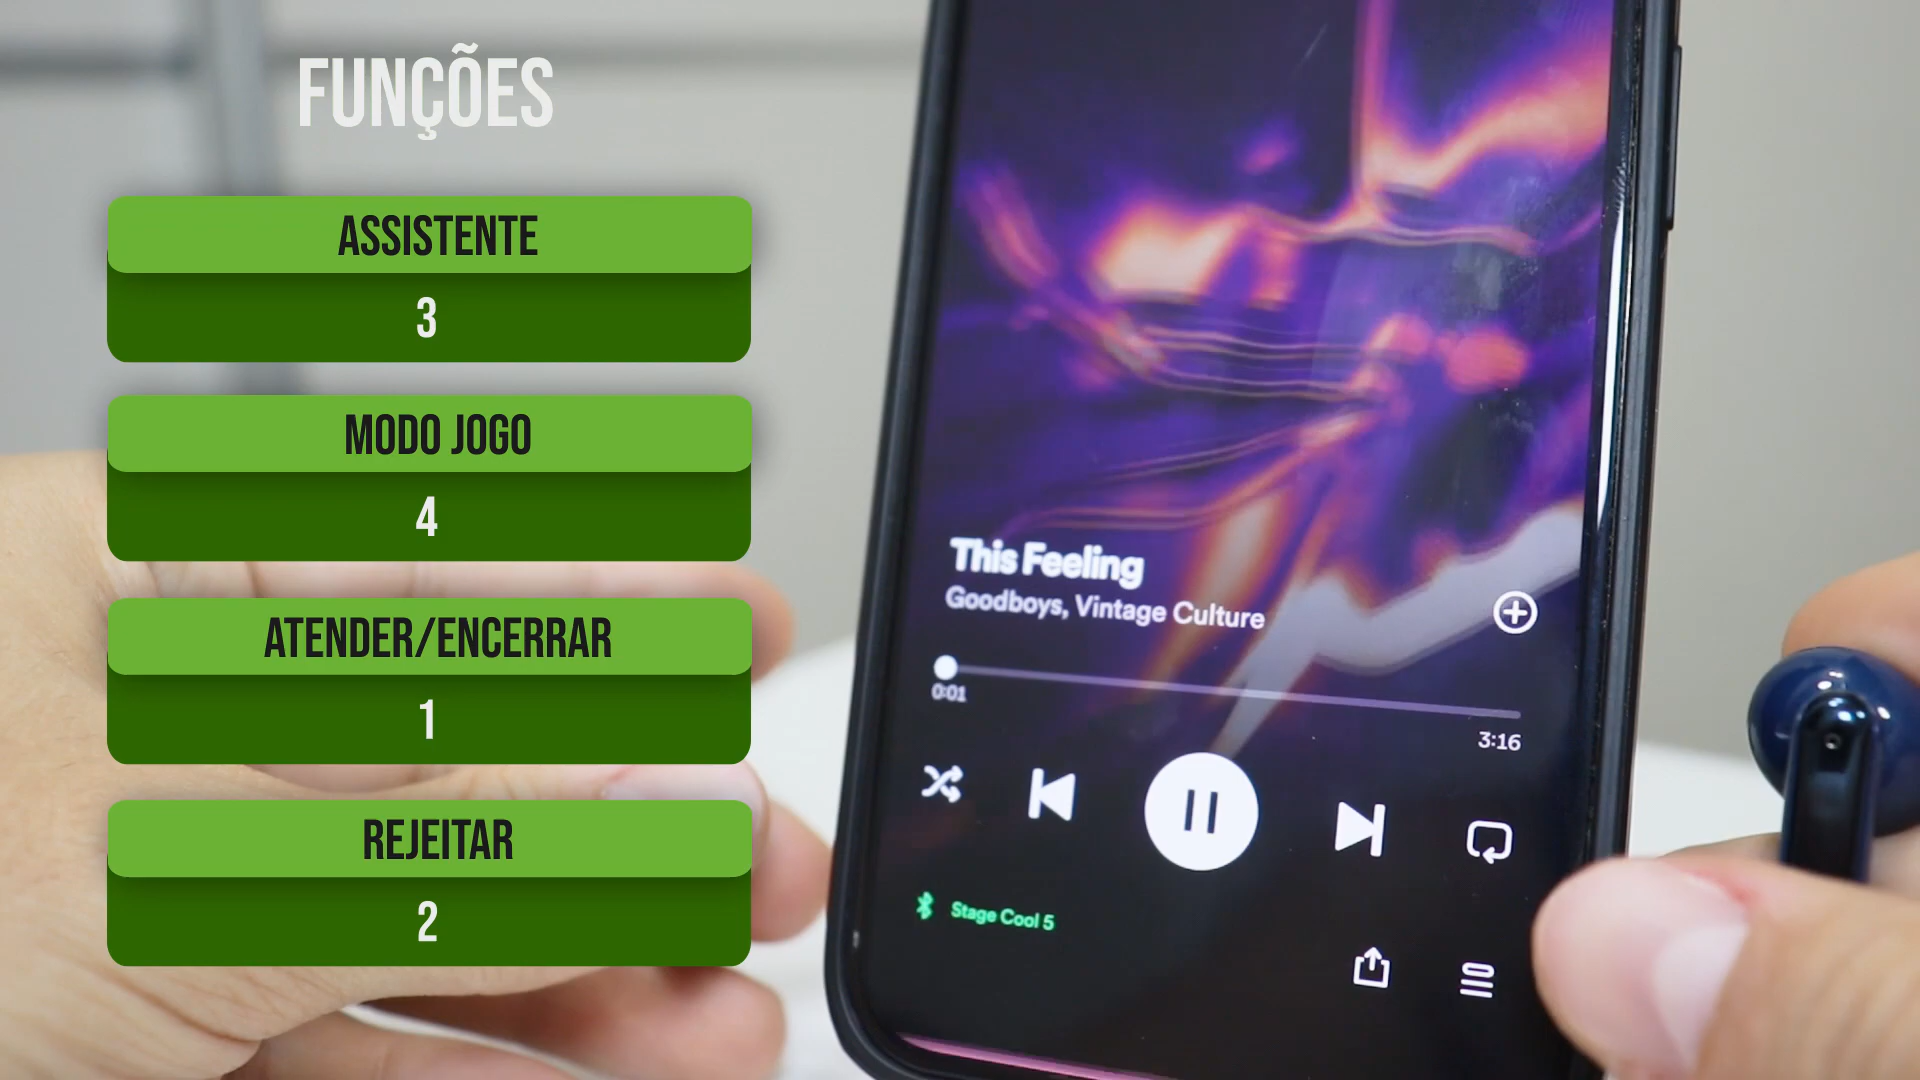 FUNÇÕES
ASSISTENTE
3
MODO JOGO
4
ATENDER/ENCERRAR
1
REJEITAR
2
This Feeling
Goodboys, Vintage Culture
0:01
3:16
Stage Cool 5